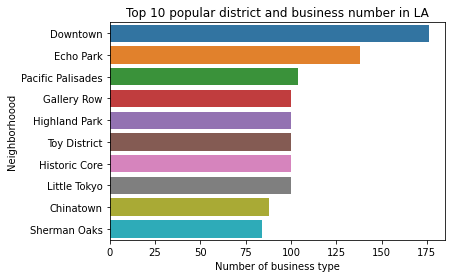 Top 10 popular district and business number in LA
Neighborhoood
Downtown
Echo Park
Pacific Palisades
Gallery Row
Highland Park
Toy District
Historic Core
Little Tokyo
Chinatown
Sherman Oaks
0 25 50 75 100 125 150 175
Number of business type